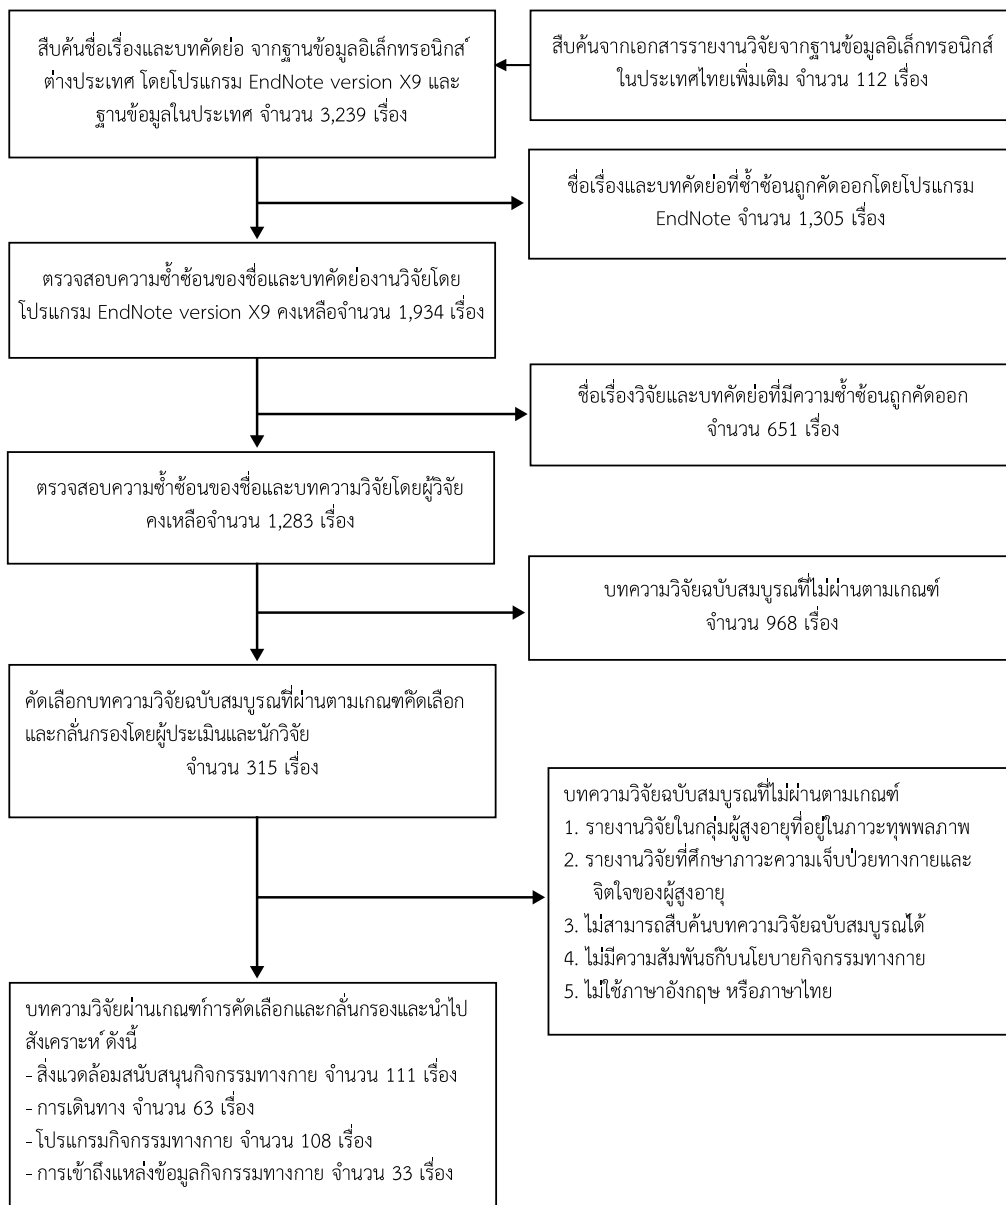 สืบค้นชื่อเรื่องและบทคัดย่อ จากฐานข้อมูลอิเล็กทรอนิกส์
ต่างประเทศ โดยโปรแกรม EndNote version X9 และ
ฐานข้อมูลในประเทศ จำนวน 3,239 เรื่อง
สืบค้นจากเอกสารรายงานวิจัยจากฐานข้อมูลอิเล็กทรอนิกส์
ในประเทศไทยเพิ่มเติม จำนวน 112 เรื่อง
ชื่อเรื่องและบทคัดย่อที่ซ้ำซ้อนถูกคัดออกโดยโปรแกรม
EndNote จำนวน 1,305 เรื่อง
ตรวจสอบความซ้ำซ้อนของชื่อและบทคัดย่องานวิจัยโดย
โปรแกรม EndNote version X9 คงเหลือจำนวน 1,934 เรื่อง
ชื่อเรื่องวิจัยและบทคัดย่อที่มีความซ้ำซ้อนถูกคัดออก
จำนวน 651 เรื่อง
ตรวจสอบความซ้ำซ้อนของชื่อและบทความวิจัยโดยผู้วิจัย
คงเหลือจำนวน 1,283 เรื่อง
บทความวิจัยฉบับสมบูรณ์ที่ไม่ผ่านตามเกณฑ์
จำนวน 968 เรื่อง
คัดเลือกบทความวิจัยฉบับสมบูรณ์ที่ผ่านตามเกณฑ์คัดเลือก
และกลั่นกรองโดยผู้ประเมินและนักวิจัย
จำนวน 315 เรื่อง
บทความวิจัยฉบับสมบูรณ์ที่ไม่ผ่านตามเกณฑ์
1. รายงานวิจัยในกลุ่มผู้สูงอายุที่อยู่ในภาวะทุพพลภาพ
2. รายงานวิจัยที่ศึกษาภาวะความเจ็บป่วยทางกายและ
จิตใจของผู้สูงอายุ
3. ไม่สามารถสืบค้นบทความวิจัยฉบับสมบูรณ์ได้
4. ไม่มีความสัมพันธ์กับนโยบายกิจกรรมทางกาย
5. ไม่ใช้ภาษาอังกฤษ หรือภาษาไทย
บทความวิจัยผ่านเกณฑ์การคัดเลือกและกลั่นกรองและนำไป
สังเคราะห์ ดังนี้
- สิ่งแวดล้อมสนับสนุนกิจกรรมทางกาย จำนวน 111 เรื่อง
- การเดินทาง จำนวน 63 เรื่อง
- โปรแกรมกิจกรรมทางกาย จำนวน 108 เรื่อง
- การเข้าถึงแหล่งข้อมูลกิจกรรมทางกาย จำนวน 33 เรื่อง